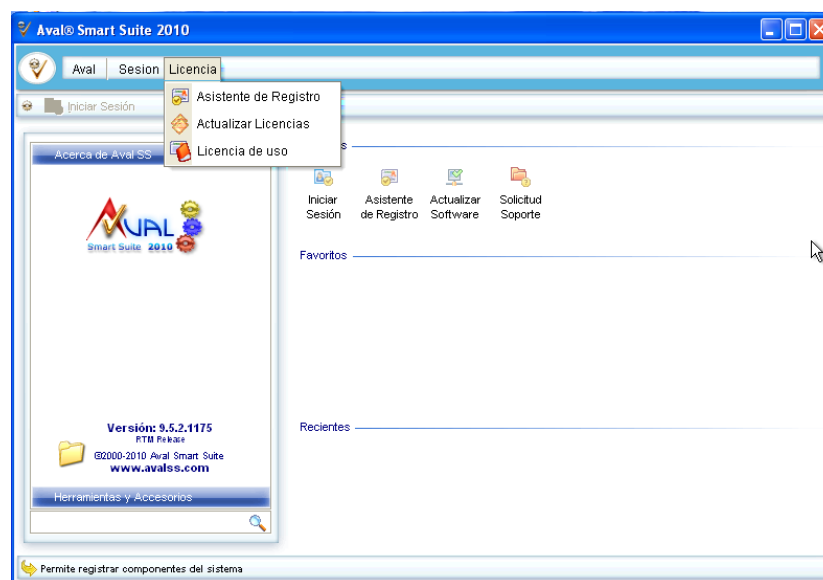 Aval® Smart Suite 2010
Aval Sesion Licencia
Iniciar Sesión
Asistente de Registro
Actualizar Licencias
Licencia de uso
Acerca de Aval SS
AVAL
Smart Suite 2010
Versión: 9.5.2.1175
RTM Release
©2000-2010 Aval Smart Suite
www.avalss.com
Herramientas y Accesorios
s
Iniciar Sesión
Asistente de Registro
Actualizar Software
Solicitud Soporte
Favoritos
Recientes
Permite registrar componentes del sistema